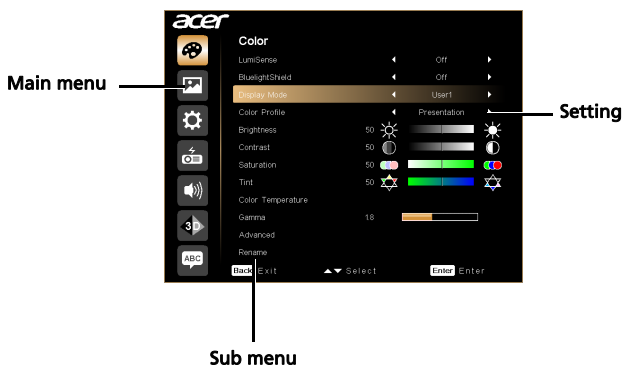 acer
Color
LumiSense Off
BluelightShield Off
Main menu
Display Mode User1
Color Profile Presentation
Setting
Brightness 50
Contrast 50
Saturation 50
Tint 50
Color Temperature
3D
Gamma 1.8
Advanced
Rename
ABC
Back Exit Select Enter Enter
Sub menu